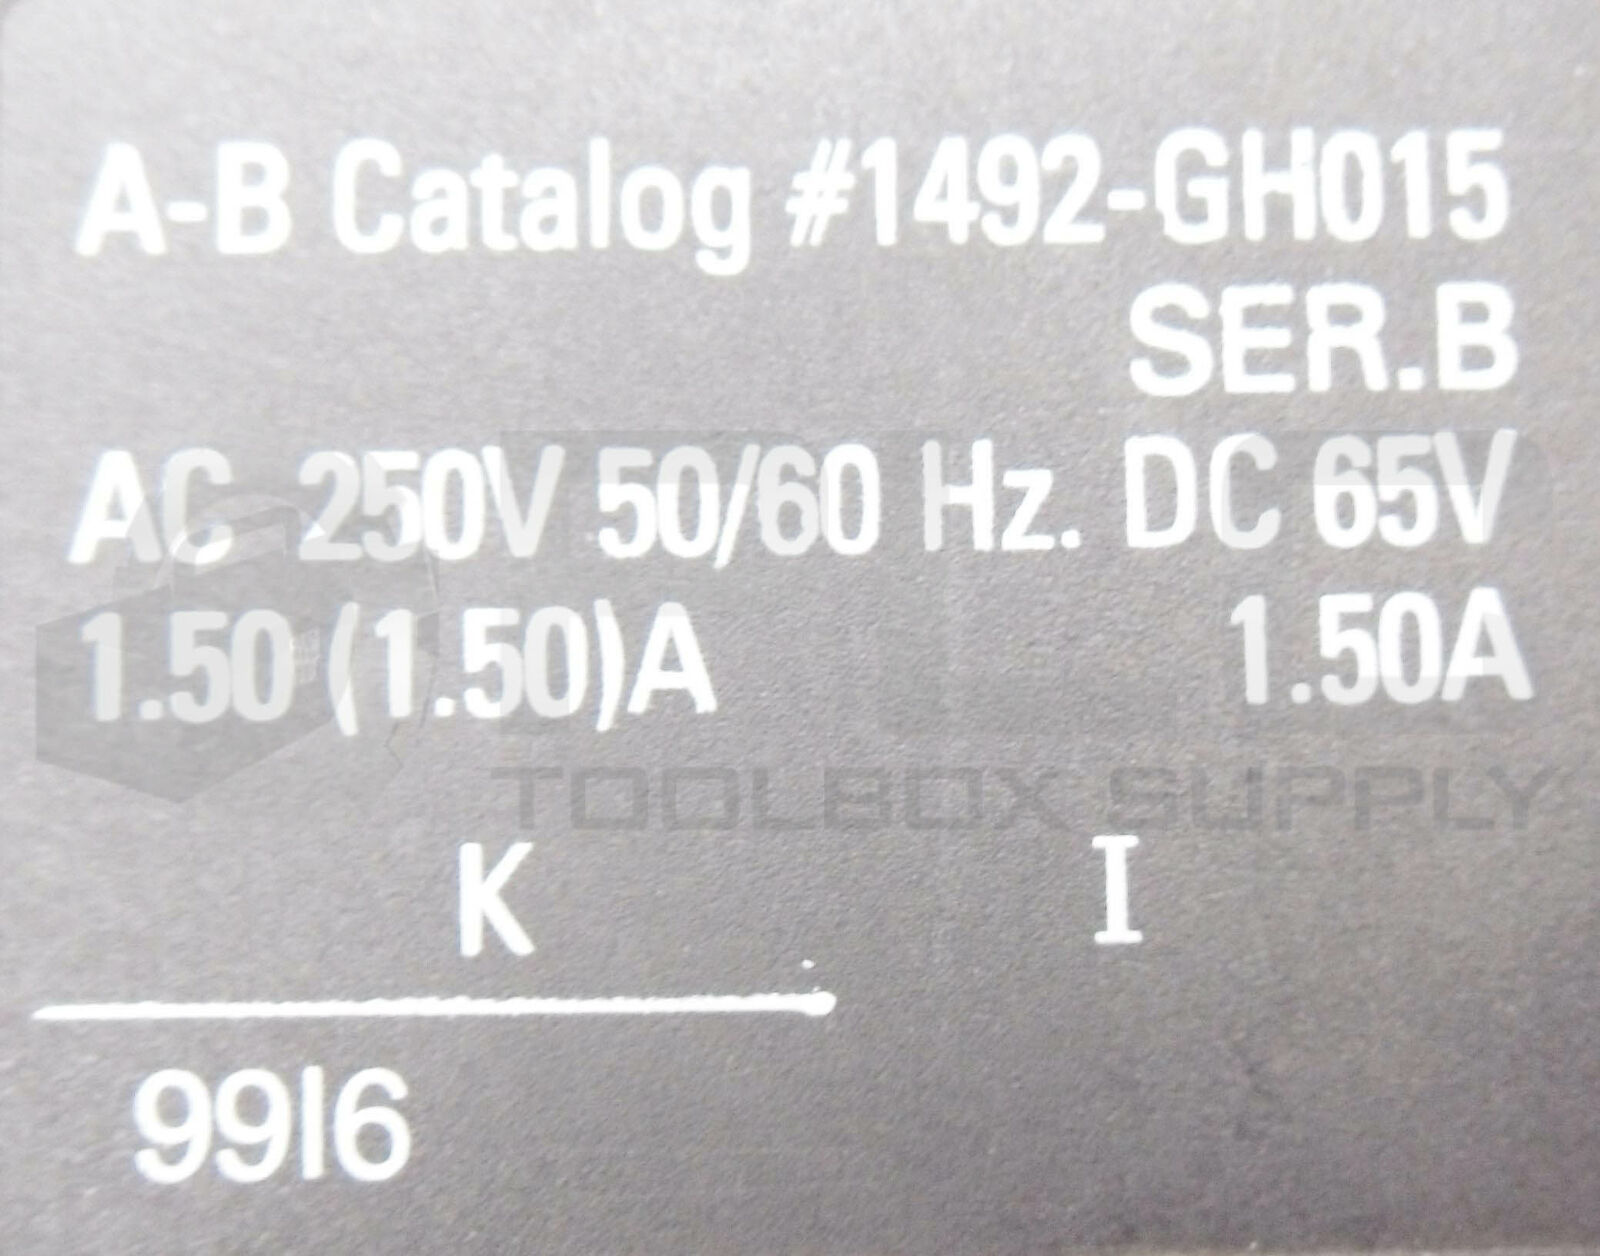 A-B Catalog #1492-GH015
SER.B
AC 250V 50/60 Hz. DC 65V
1.50 (1.50)A 1.50A
TOOLBOX SUPPLY
K I
99I6